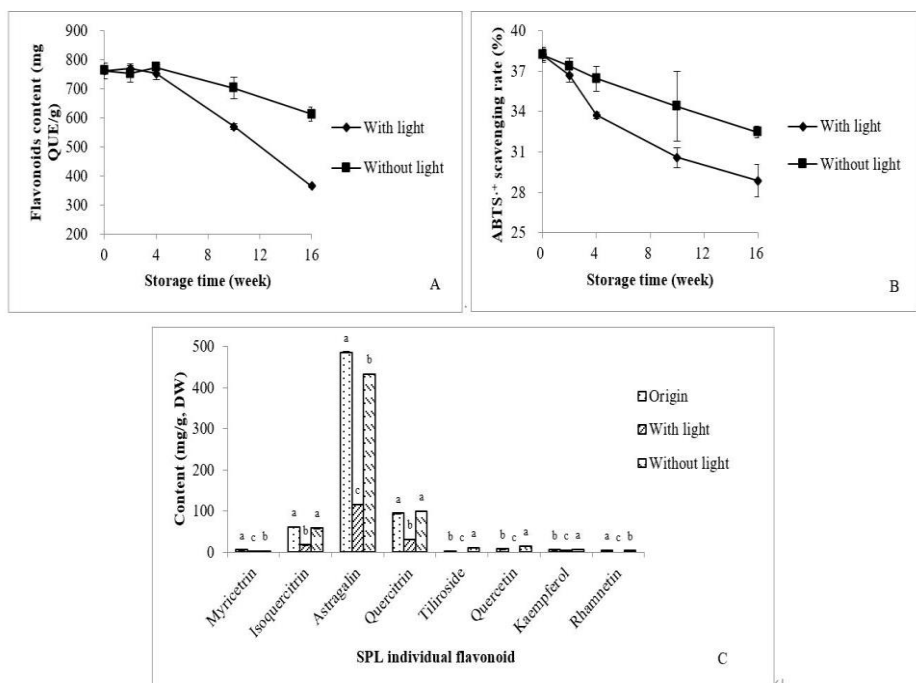 900
800
700
600
500
400
300
200
Flavonoids content (mg
QUE/g)
With light
Without light
0 4 8 12 16
Storage time (week)
A
40
37
34
31
28
25
ABTS·+ scavenging rate (%)
With light
Without light
0 4 8 12 16
Storage time (week)
B
500
400
300
200
100
0
Content (mg/g, DW)
Origin
With light
Without light
a c b
a b a
a c b
a b a
b c a
b c a
b c a
a c b
Myricetrin
Isoquercitrin
Astragalin
Quercitrin
Tiliroside
Quercetin
Kaempferol
Rhamnetin
SPL individual flavonoid
C